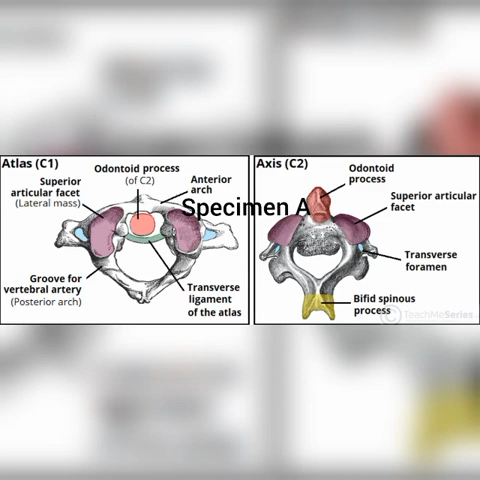 Atlas (C1)
Odontoid process
(of C2)
Superior
articular facet
(Lateral mass)
Anterior
arch
Groove for
vertebral artery
(Posterior arch)
Transverse
ligament
of the atlas
Specimen A
Axis (C2)
Odontoid
process
Superior articular
facet
Transverse
foramen
Bifid spinous
process
© TeachMeSeries